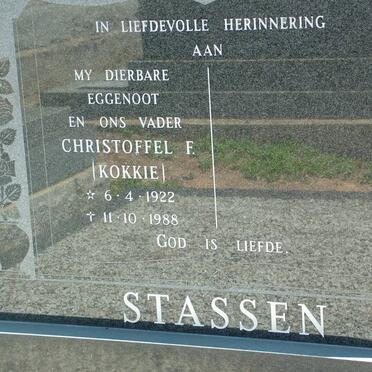 IN LIEFDEVOLLE HERINNERING
AAN
MY DIERBARE
EGGENOOT
EN ONS VADER
CHRISTOFFEL F.
|KOKKIE|
☆ 6·4·1922
✝ 11·10·1988
GOD IS LIEFDE.
STASSEN